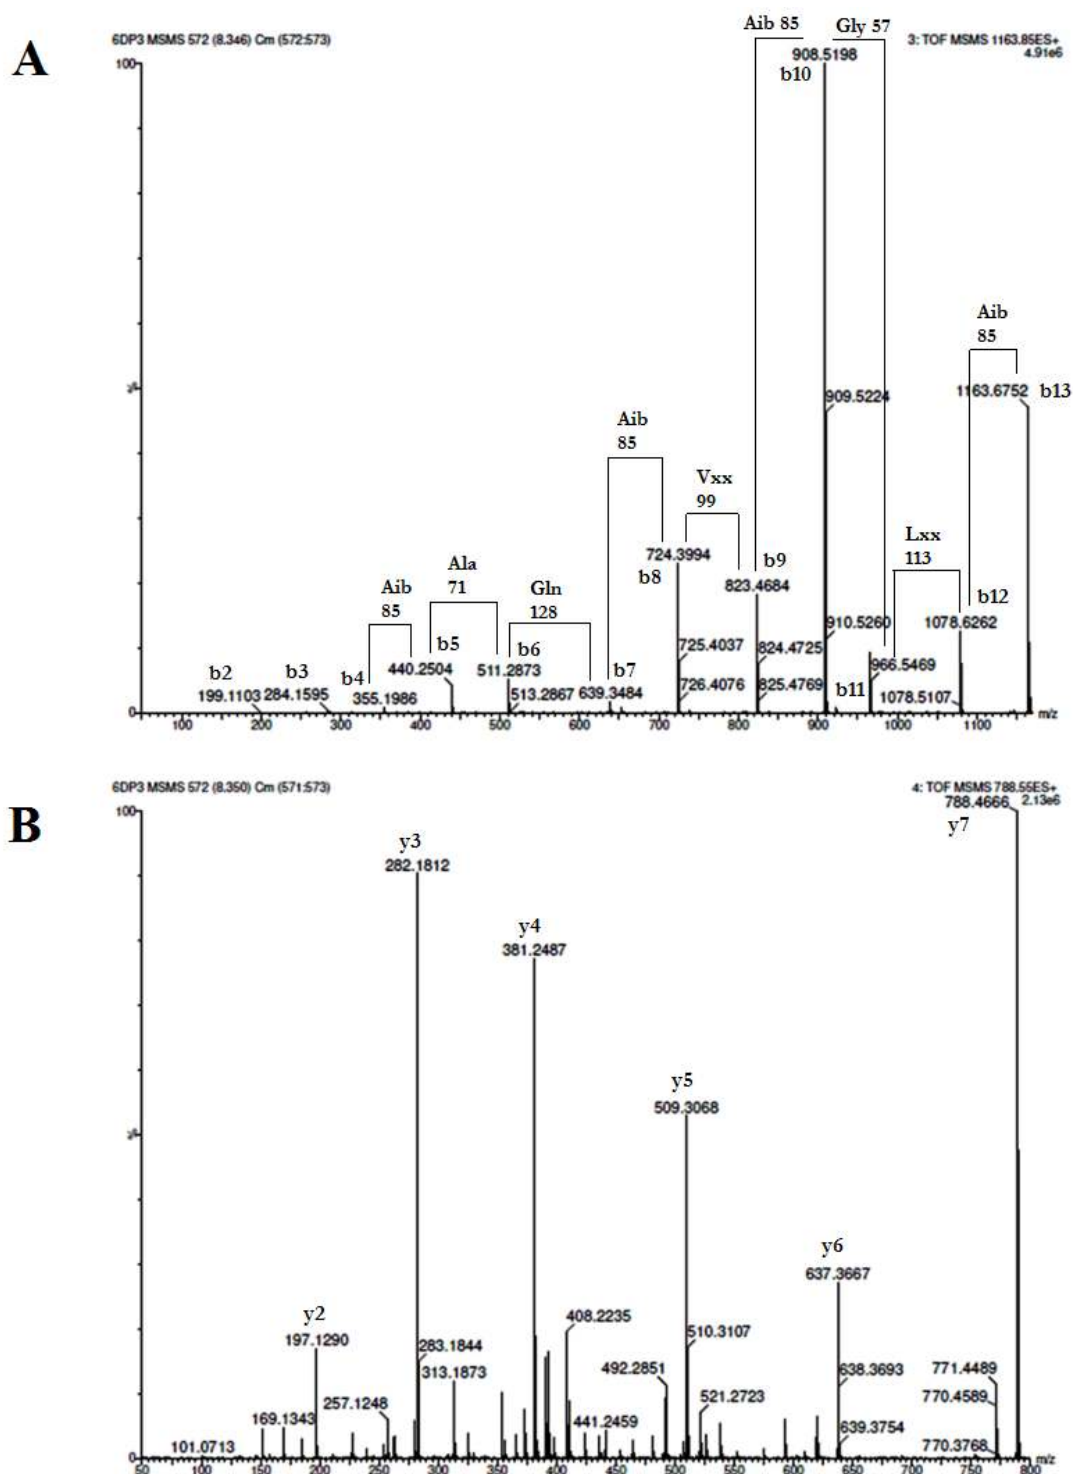 A
6DP3 MSMS 572 (8.346) Cm (572:573)
3: TOF MSMS 1163.85ES+
4.91e6
Aib 85
Gly 57
100
908.5198
b10
Aib
85
1163.6752
b13
909.5224
Aib
85
Vxx
99
Lxx
113
724.3994
b8
b9
823.4684
b12
1078.6262
Aib
85
Ala
71
Gln
128
910.5260
725.4037
824.4725
b2
b3
b4
b5
b6
b7
440.2504
511.2873
726.4076
825.4769
b11
966.5469
199.1103
284.1595
355.1986
513.2867
639.3484
1078.5107
0
100
200
300
400
500
600
700
800
900
1000
1100
m/z
B
6DP3 MSMS 572 (8.350) Cm (571:573)
4: TOF MSMS 788.55ES+
2.13e6
100
788.4666
y7
y3
282.1812
y4
381.2487
y5
509.3068
y6
637.3667
y2
197.1290
408.2235
283.1844
510.3107
313.1873
492.2851
638.3693
771.4489
257.1248
521.2723
770.4589
169.1343
441.2459
639.3754
101.0713
770.3768
0
50
100
150
200
250
300
350
400
450
500
550
600
650
700
750
800
m/z